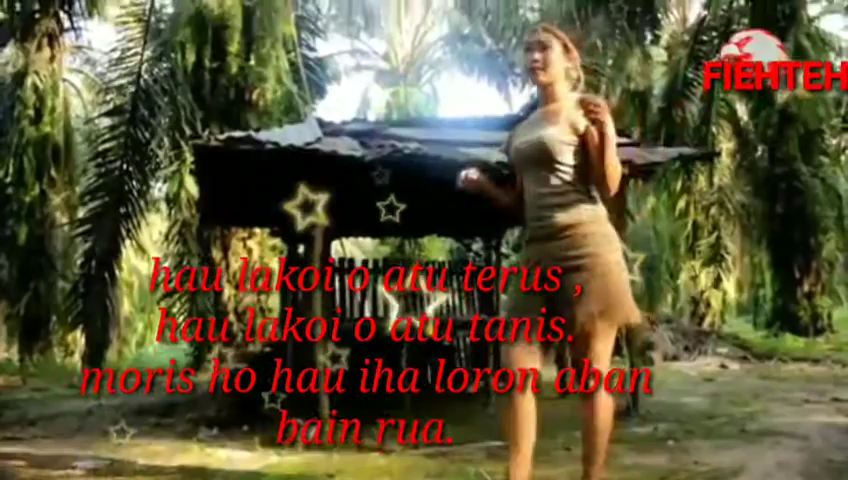 FIEHTEH
hau lakoi o atu terus ,
hau lakoi o atu tanis.
moris ho hau iha loron aban
bain rua.